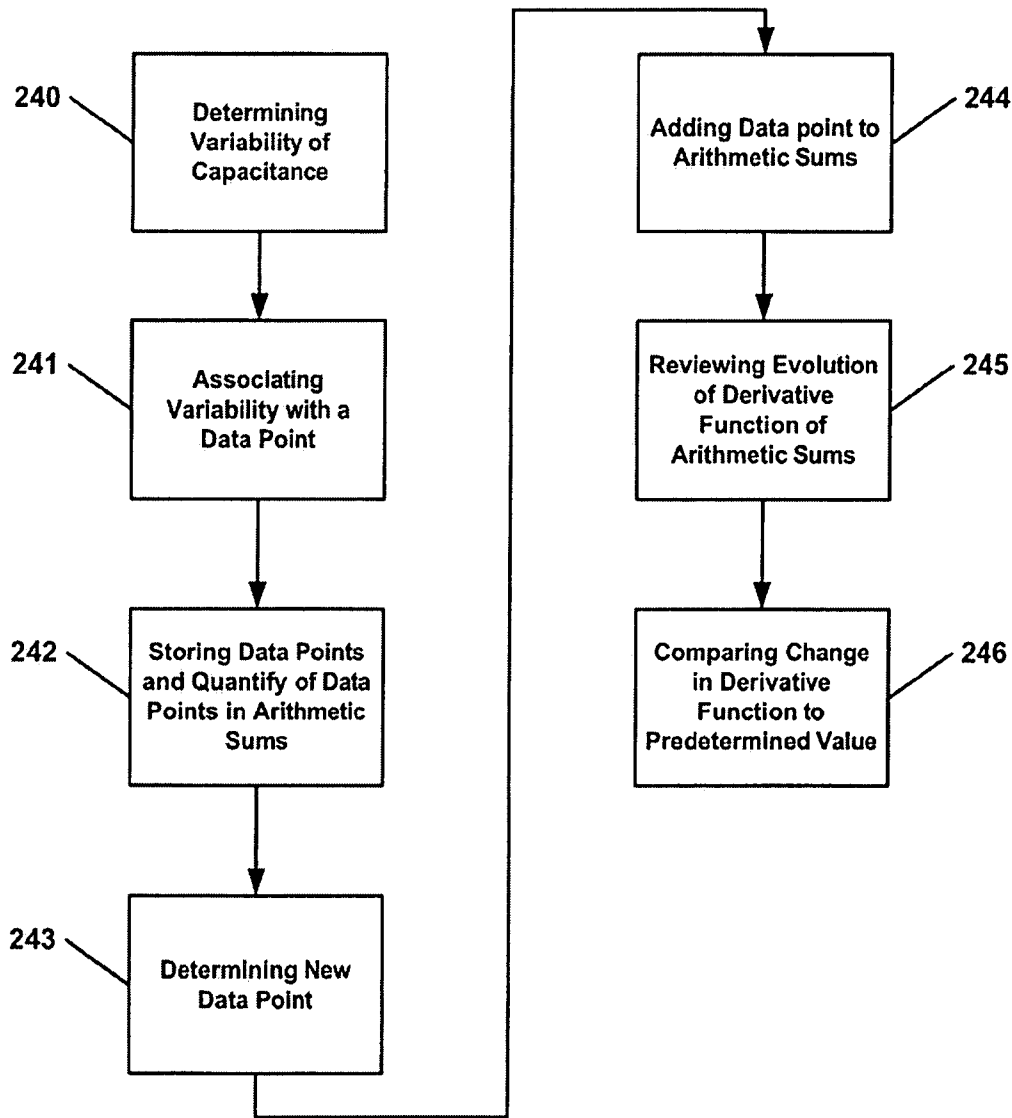 240
Determining
Variability of
Capacitance
241
Associating
Variability with a
Data Point
242
Storing Data Points
and Quantify of Data
Points in Arithmetic
Sums
243
Determining New
Data Point
244
Adding Data point to
Arithmetic Sums
245
Reviewing Evolution
of Derivative
Function of
Arithmetic Sums
246
Comparing Change
in Derivative
Function to
Predetermined Value